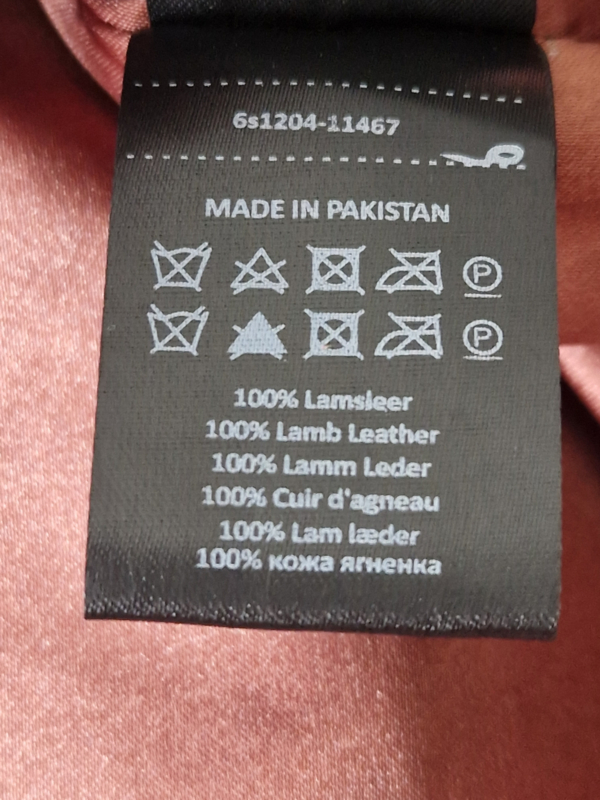 6s1204-11467
MADE IN PAKISTAN
P
P
100% Lamsleer
100% Lamb Leather
100% Lamm Leder
100% Cuir d'agneau
100% Lam læder
100% кожа ягненка